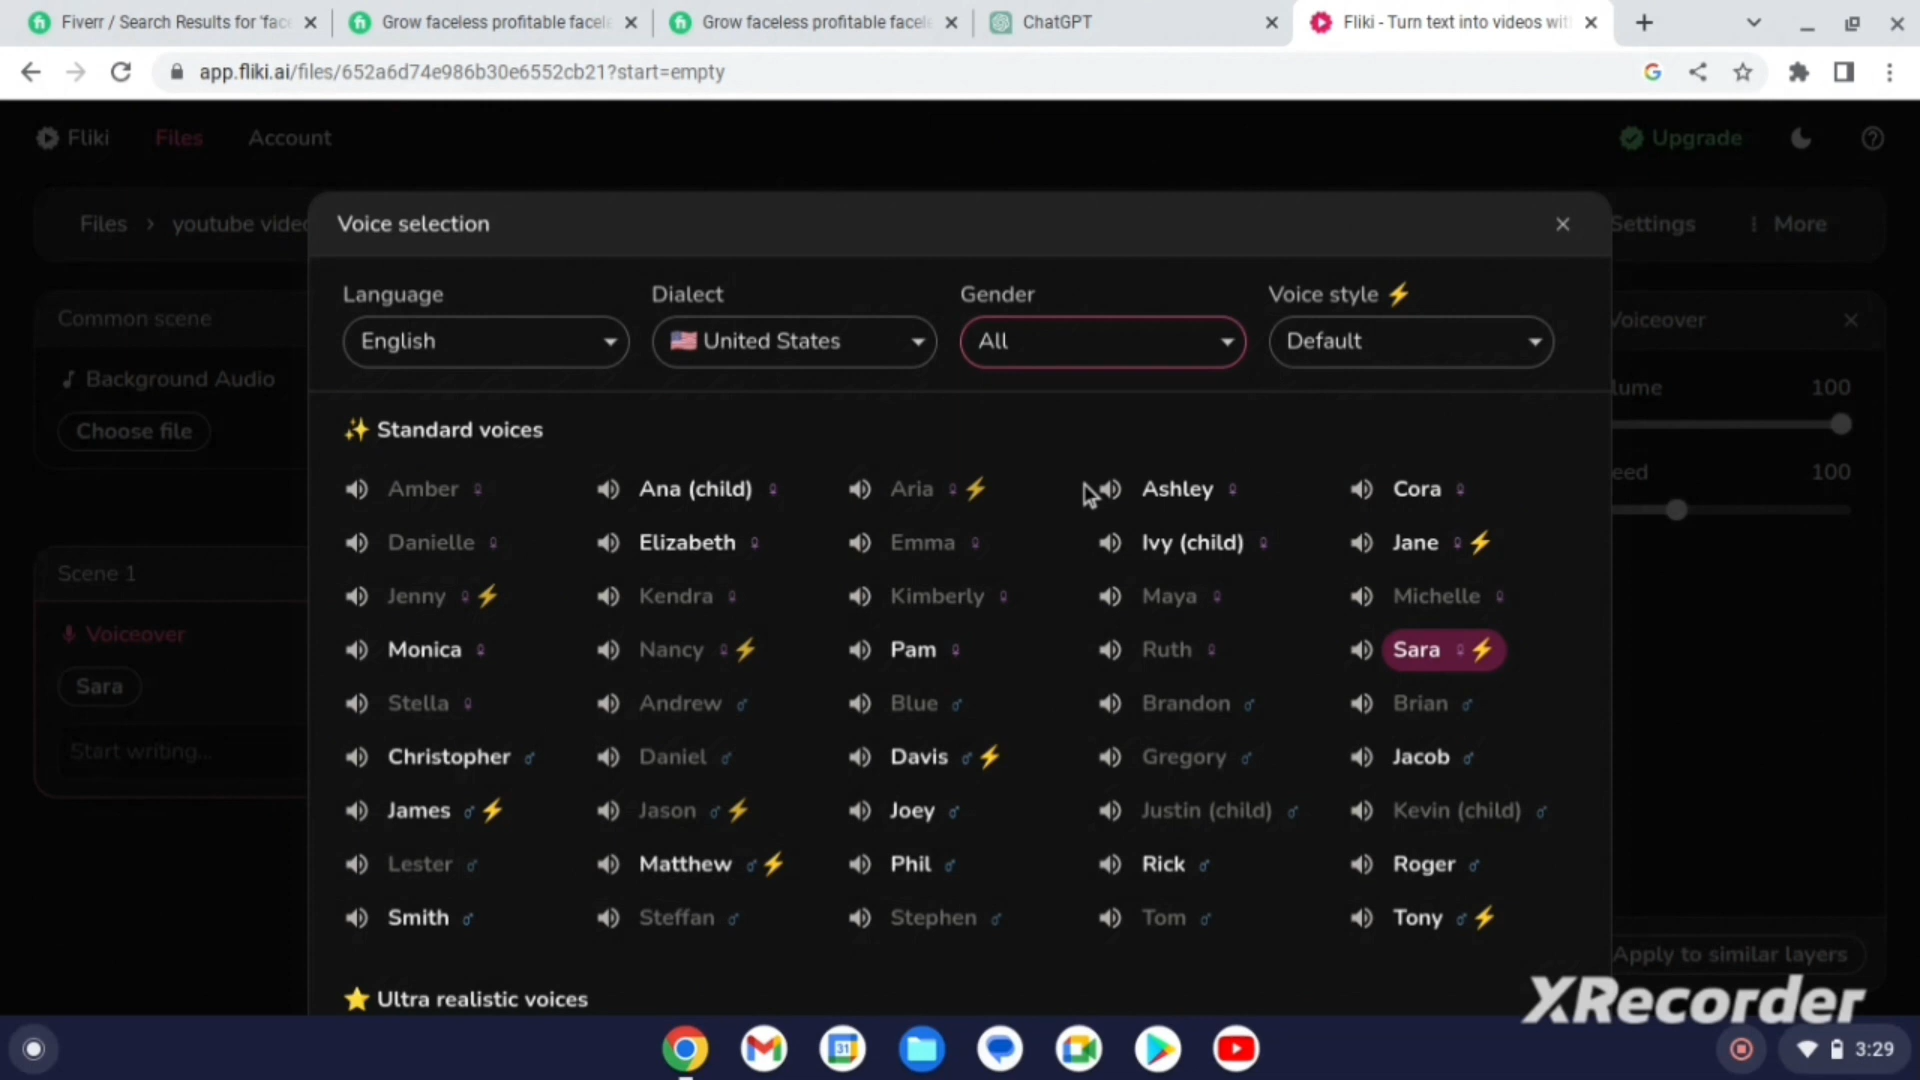 Fiverr / Search Results for 'face
Grow faceless profitable facel
Grow faceless profitable facel
ChatGPT
Fliki - Turn text into videos wit
app.fliki.ai/files/652a6d74e986b30e6552cb21?start=empty
Fliki
Files
Account
Upgrade
Files
youtube video
Voice selection
Settings
More
Common scene
Background Audio
Choose file
Language
Dialect
Gender
Voice style
English
United States
All
Default
Voiceover
lume
100
eed
100
Standard voices
Amber
Ana (child)
Aria
Ashley
Cora
Danielle
Elizabeth
Emma
Ivy (child)
Jane
Scene 1
Jenny
Kendra
Kimberly
Maya
Michelle
Voiceover
Monica
Nancy
Pam
Ruth
Sara
Sara
Stella
Andrew
Blue
Brandon
Brian
Start writing...
Christopher
Daniel
Davis
Gregory
Jacob
James
Jason
Joey
Justin (child)
Kevin (child)
Lester
Matthew
Phil
Rick
Roger
Smith
Steffan
Stephen
Tom
Tony
Apply to similar layers
Ultra realistic voices
XRecorder
31
3:29